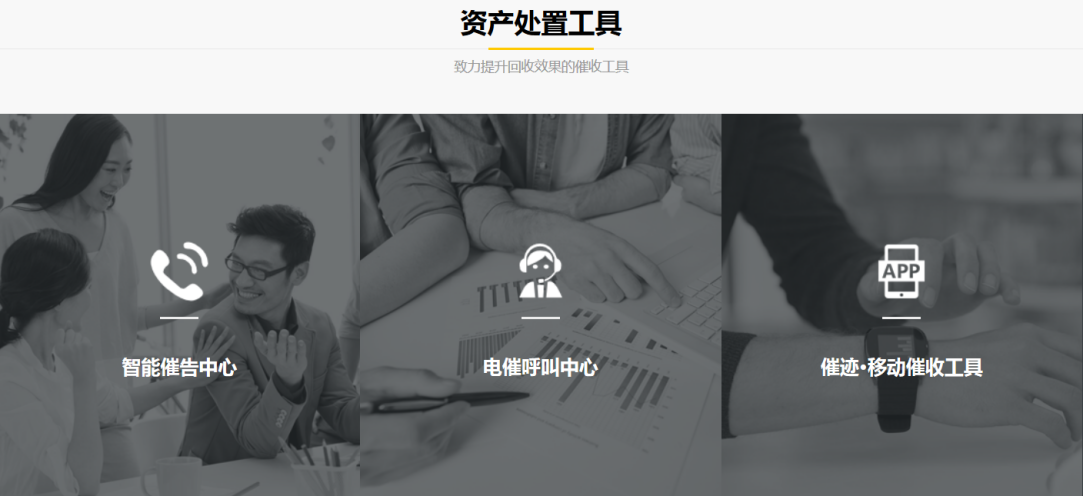 资产处置工具
致力提升回收效果的催收工具
APP
智能催告中心
电催呼叫中心
催迹·移动催收工具